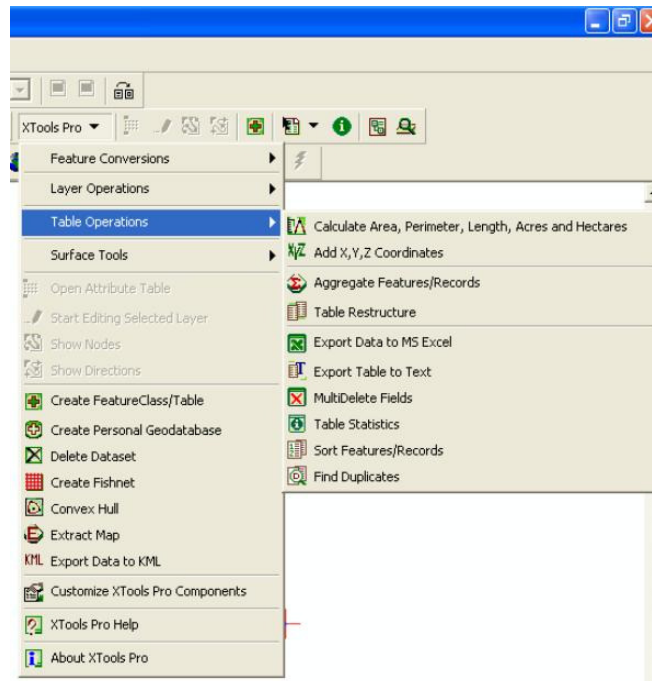 XTools Pro
Feature Conversions
Layer Operations
Table Operations
Surface Tools
Open Attribute Table
Start Editing Selected Layer
Show Nodes
Show Directions
Create FeatureClass/Table
Create Personal Geodatabase
Delete Dataset
Create Fishnet
Convex Hull
Extract Map
KML Export Data to KML
Customize XTools Pro Components
XTools Pro Help
About XTools Pro
Calculate Area, Perimeter, Length, Acres and Hectares
XYZ Add X,Y,Z Coordinates
Aggregate Features/Records
Table Restructure
Export Data to MS Excel
Export Table to Text
MultiDelete Fields
Table Statistics
Sort Features/Records
Find Duplicates